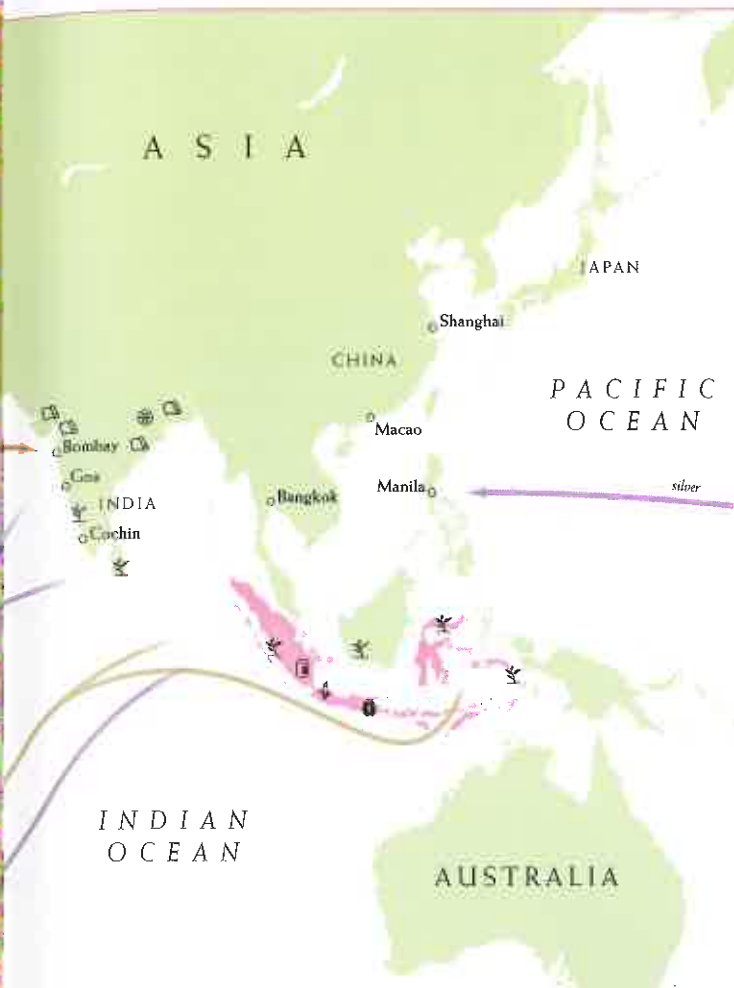 ASIA
JAPAN
Shanghai
CHINA
PACIFIC
OCEAN
Macao
Bombay
Goa
Manila
silver
INDIA
Bangkok
Cochin
INDIAN
OCEAN
AUSTRALIA